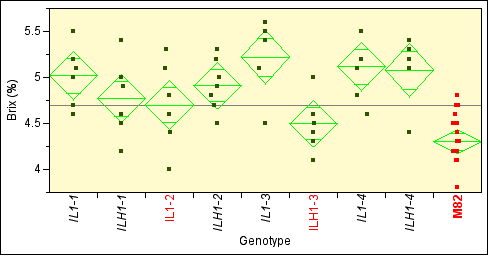 Brix (%)
5.5
5
4.5
4
IL1-1
ILH1-1
IL1-2
ILH1-2
IL1-3
ILH1-3
IL1-4
ILH1-4
M82
Genotype